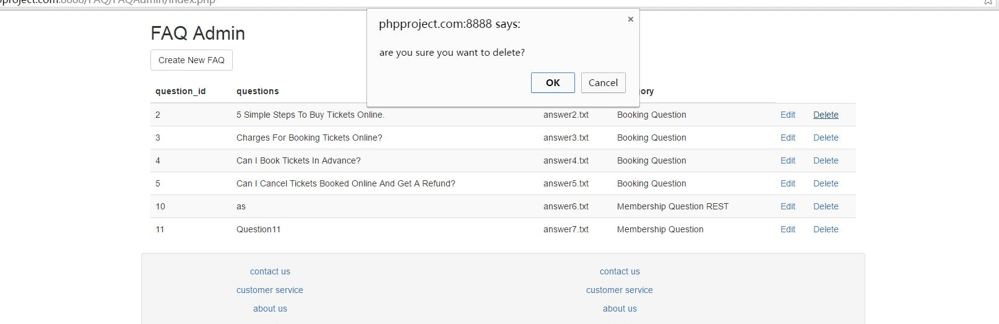 pproject.com:8888/FAQ/FAQAdmin/index.php
phpproject.com:8888 says:
are you sure you want to delete?
OK Cancel
FAQ Admin
Create New FAQ
question_id questions gory
2 5 Simple Steps To Buy Tickets Online. answer2.txt Booking Question Edit Delete
3 Charges For Booking Tickets Online? answer3.txt Booking Question Edit Delete
4 Can I Book Tickets In Advance? answer4.txt Booking Question Edit Delete
5 Can I Cancel Tickets Booked Online And Get A Refund? answer5.txt Booking Question Edit Delete
10 as answer6.txt Membership Question REST Edit Delete
11 Question11 answer7.txt Membership Question Edit Delete
contact us contact us
customer service customer service
about us about us